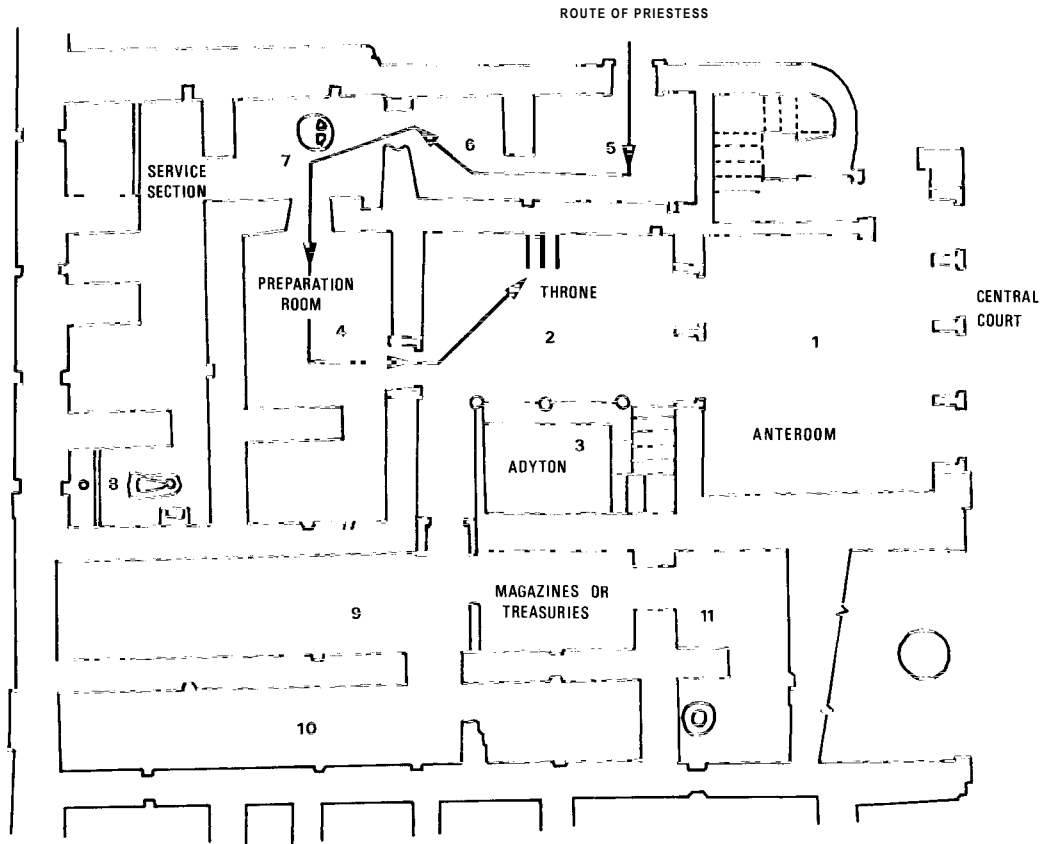 ROUTE OF PRIESTESS
5
6
7
SERVICE
SECTION
PREPARATION
ROOM
THRONE
CENTRAL
COURT
4
2
1
ANTEROOM
3
ADYTON
8
MAGAZINES OR
TREASURIES
9
11
10